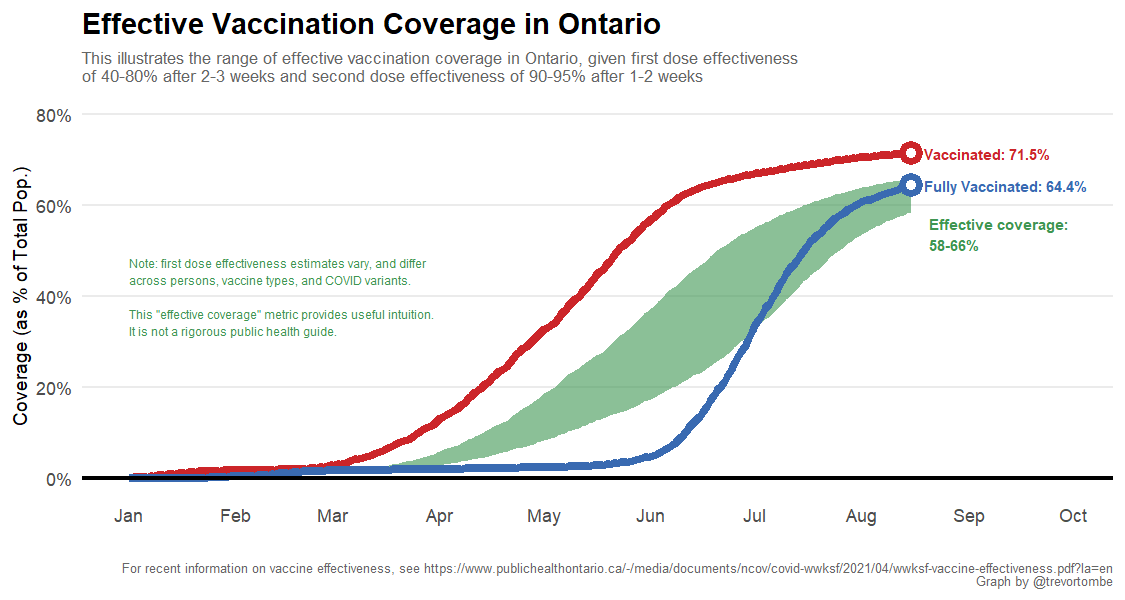 Effective Vaccination Coverage in Ontario
This illustrates the range of effective vaccination coverage in Ontario, given first dose effectiveness
of 40-80% after 2-3 weeks and second dose effectiveness of 90-95% after 1-2 weeks
Coverage (as % of Total Pop.)
80%
60%
40%
20%
0%
Vaccinated: 71.5%
Fully Vaccinated: 64.4%
Effective coverage:
58-66%
Note: first dose effectiveness estimates vary, and differ
across persons, vaccine types, and COVID variants.
This "effective coverage" metric provides useful intuition.
It is not a rigorous public health guide.
Jan Feb Mar Apr May Jun Jul Aug Sep Oct
For recent information on vaccine effectiveness, see https://www.publichealthontario.ca/-/media/documents/ncov/covid-wwksf/2021/04/wwksf-vaccine-effectiveness.pdf?la=en
Graph by @trevortombe